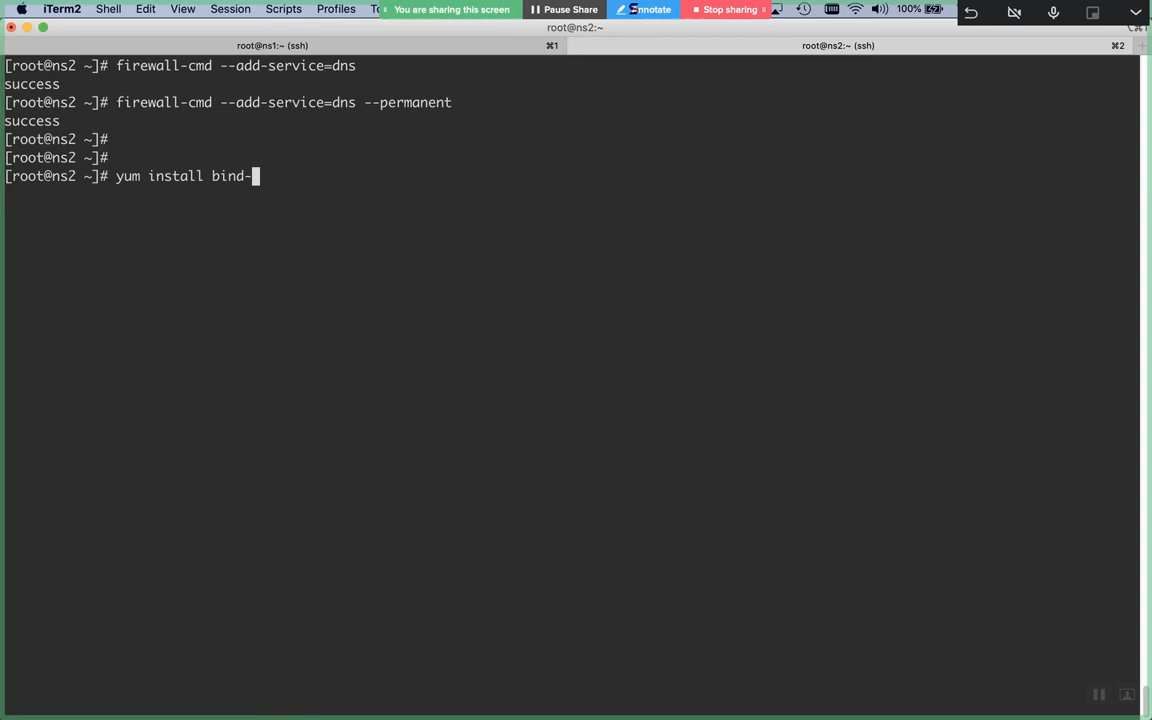 iTerm2 Shell Edit View Session Scripts Profiles You are sharing this screen Pause Share Stop sharing 100%
root@ns2:~
root@ns1:~ (ssh) ⌘1 root@ns2:~ (ssh) ⌘2
[root@ns2 ~]# firewall-cmd --add-service=dns
success
[root@ns2 ~]# firewall-cmd --add-service=dns --permanent
success
[root@ns2 ~]#
[root@ns2 ~]#
[root@ns2 ~]# yum install bind-